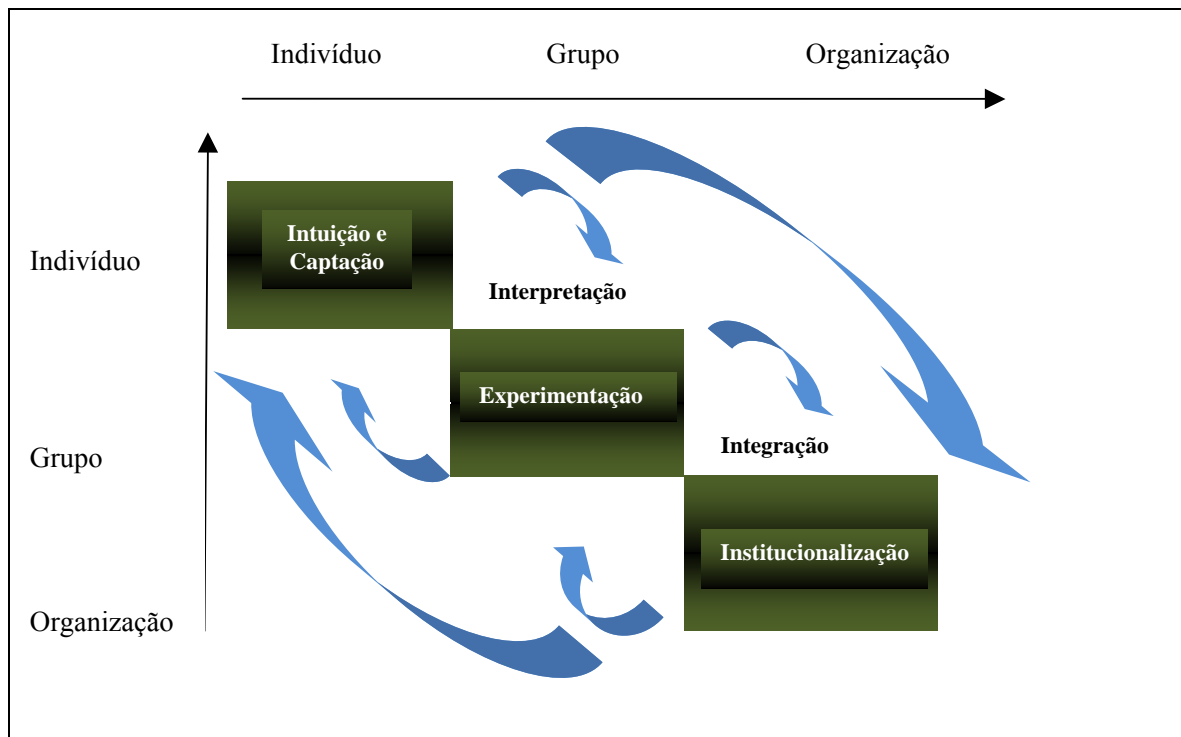 Indivíduo Grupo Organização
Intuição e
Captação
Indivíduo
Interpretação
Experimentação
Integração
Grupo
Institucionalização
Organização